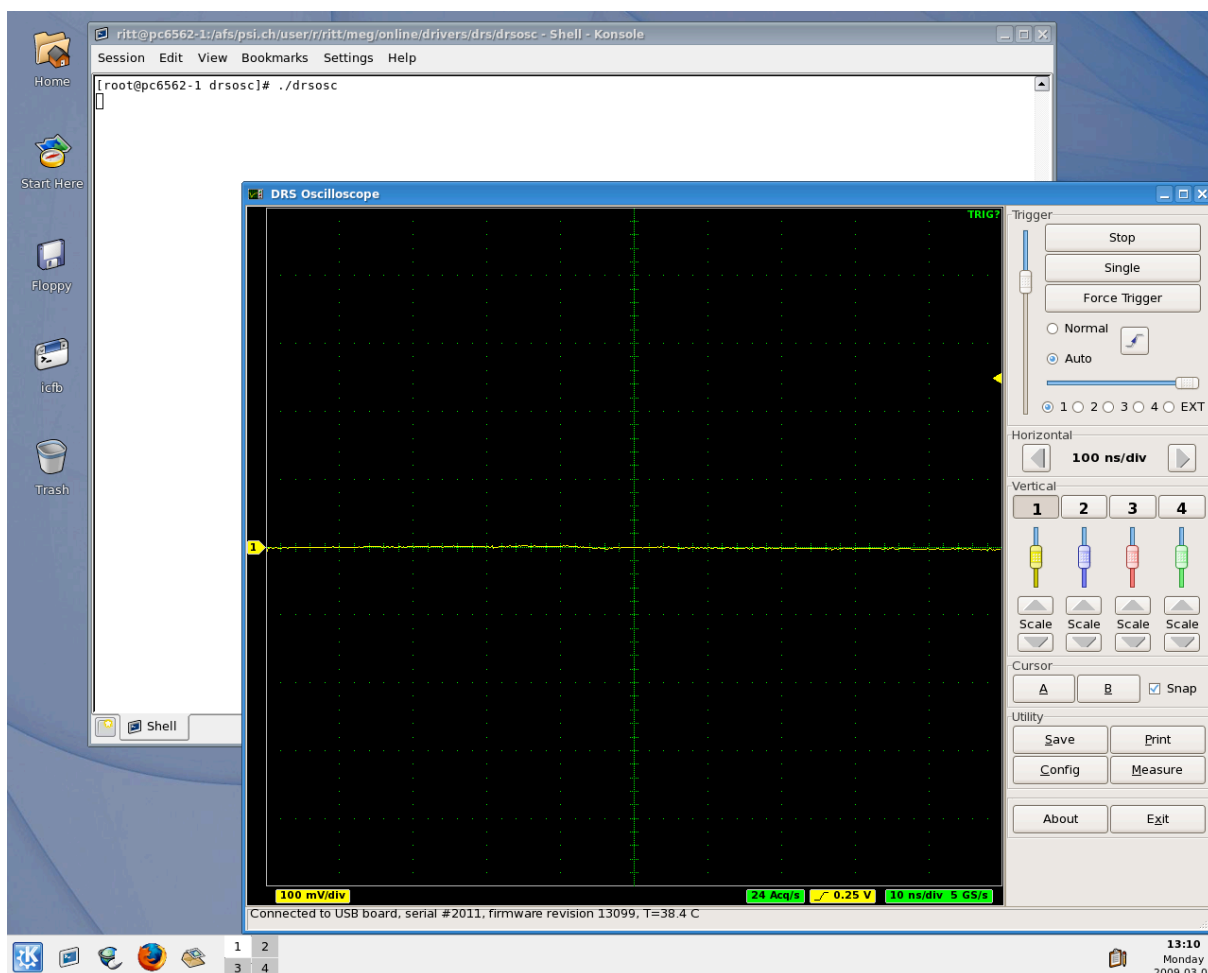 ritt@pc6562-1:/afs/psi.ch/user/r/ritt/meg/online/drivers/drs/drsosc - Shell - Konsole
Session Edit View Bookmarks Settings Help
[root@pc6562-1 drsosc]# ./drsosc
Home
Start Here
Floppy
icfb
Trash
Shell
DRS Oscilloscope
TRIG?
1
100 mV/div
24 Acq/s
0.25 V
10 ns/div 5 GS/s
Connected to USB board, serial #2011, firmware revision 13099, T=38.4 C
Trigger
Stop
Single
Force Trigger
Normal
Auto
1 2 3 4 EXT
Horizontal
100 ns/div
Vertical
1 2 3 4
Scale Scale Scale Scale
Cursor
A B Snap
Utility
Save Print
Config Measure
About Exit
1 2
3 4
13:10
Monday